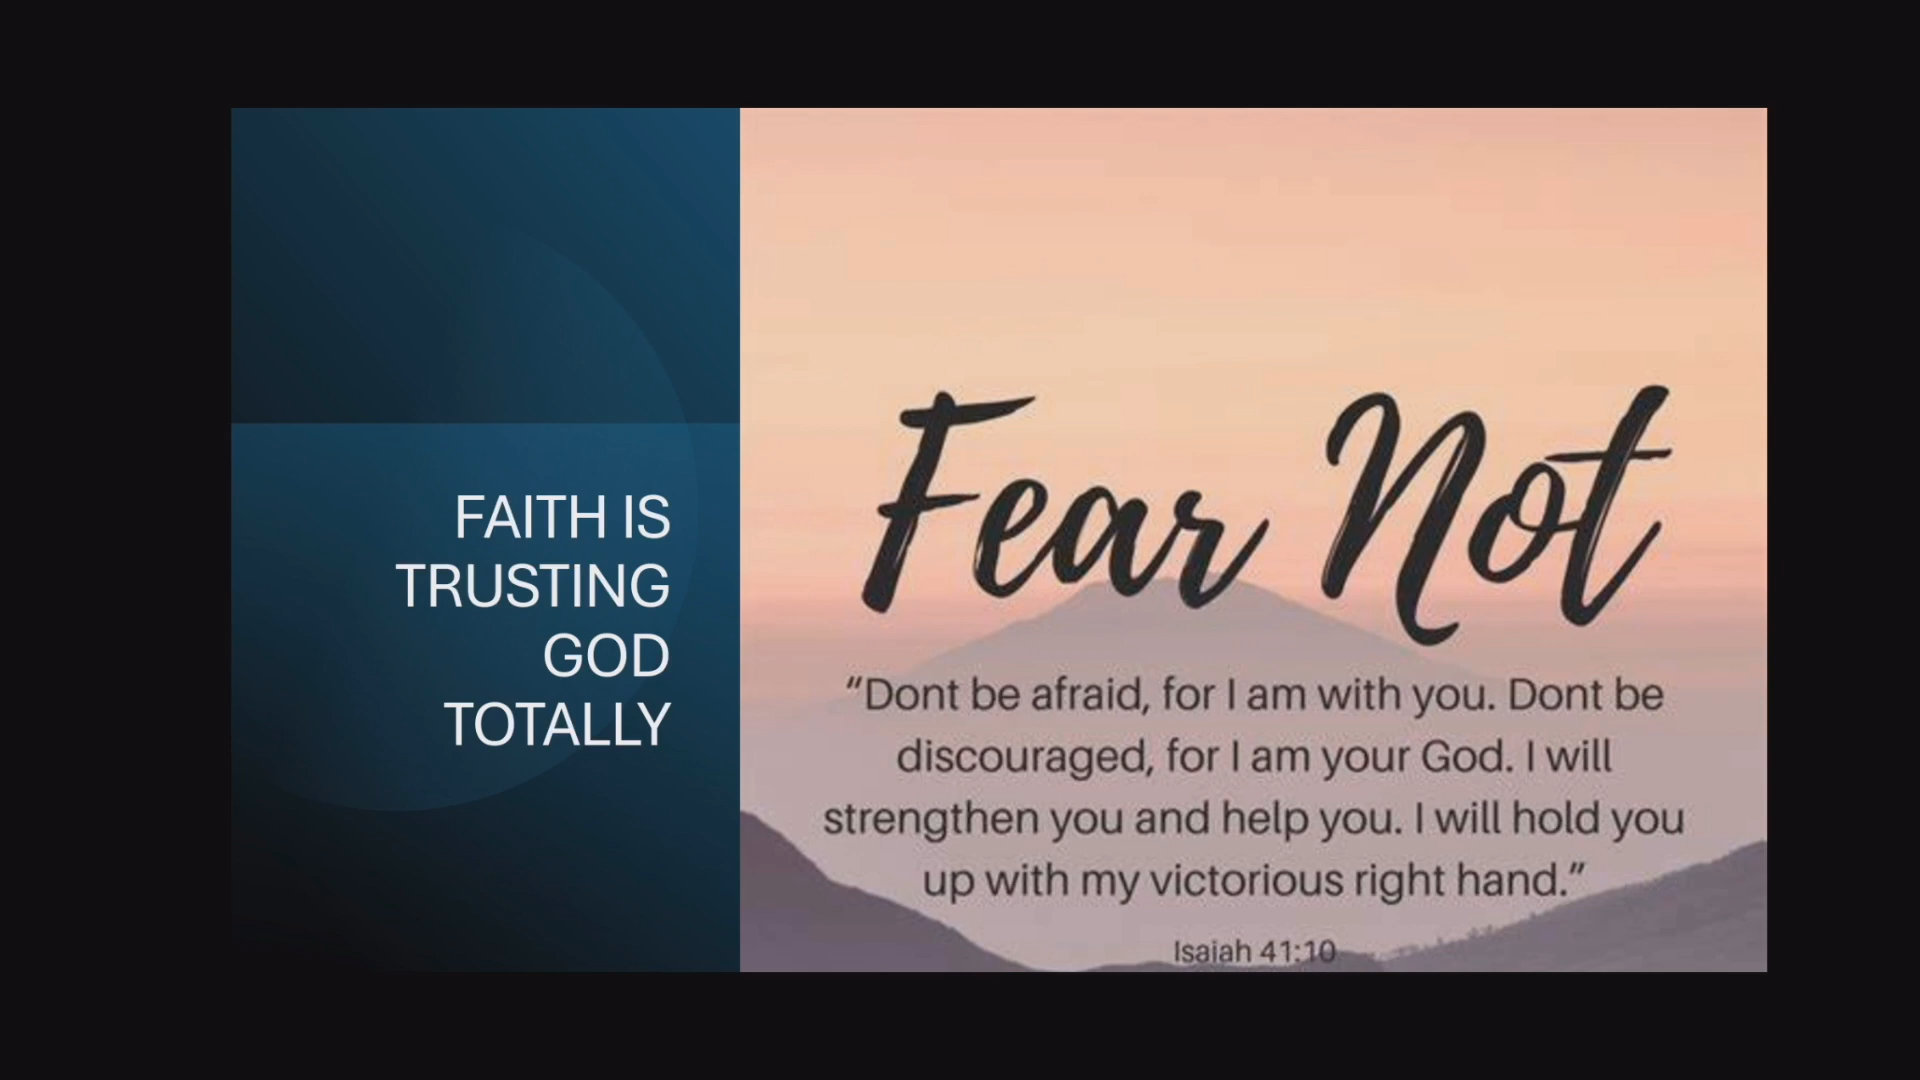 FAITH IS
TRUSTING
GOD
TOTALLY
Fear Not
“Dont be afraid, for I am with you. Dont be
discouraged, for I am your God. I will
strengthen you and help you. I will hold you
up with my victorious right hand.”
Isaiah 41:10